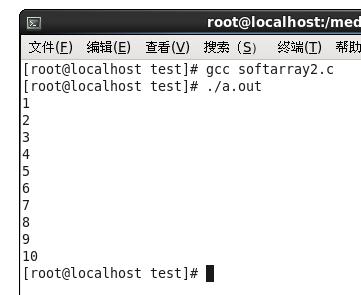 root@localhost:/med
文件(F) 编辑(E) 查看(V) 搜索 (S) 终端(T) 帮助
[root@localhost test]# gcc softarray2.c
[root@localhost test]# ./a.out
1
2
3
4
5
6
7
8
9
10
[root@localhost test]#